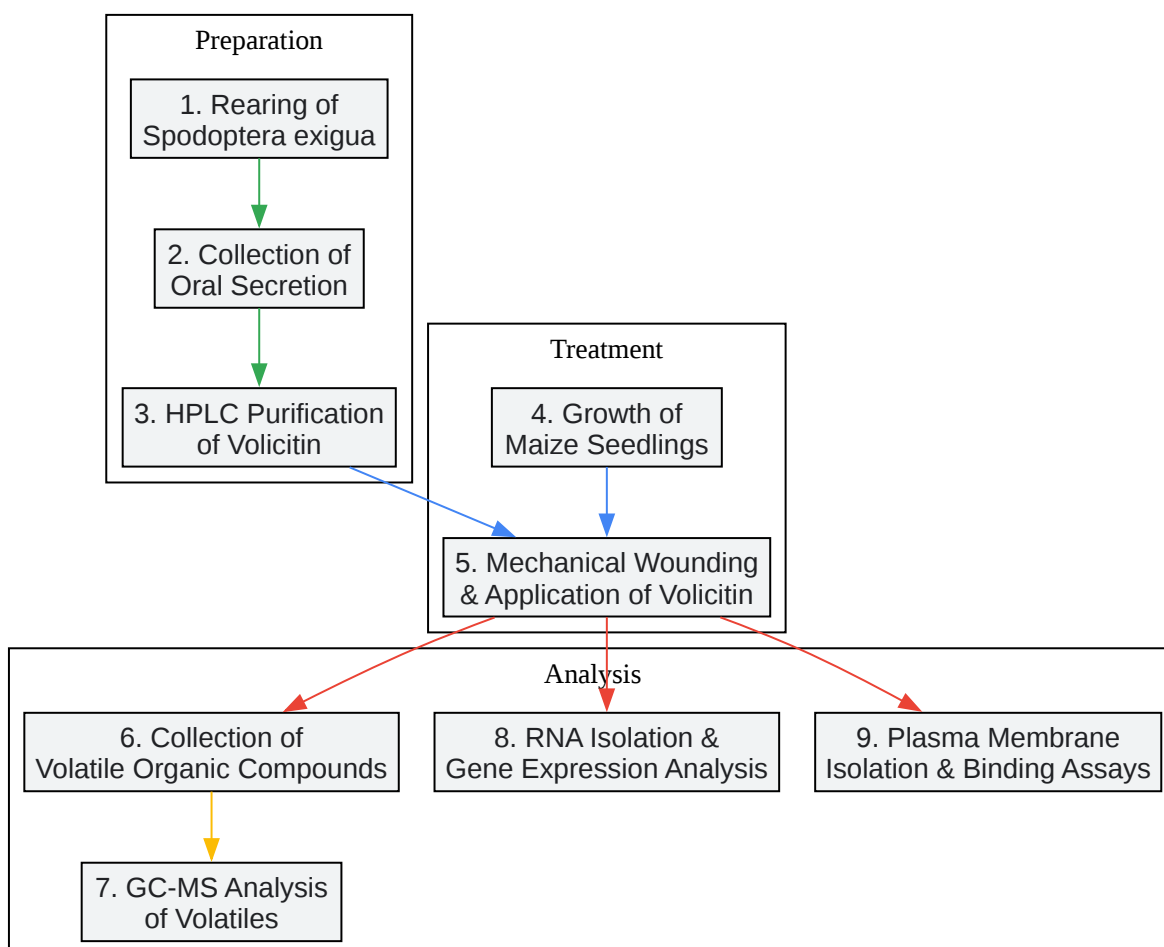 Preparation
1. Rearing of
Spodoptera exigua
2. Collection of
Oral Secretion
3. HPLC Purification
of Volicitin
Treatment
4. Growth of
Maize Seedlings
5. Mechanical Wounding
& Application of Volicitin
Analysis
6. Collection of
Volatile Organic Compounds
8. RNA Isolation &
Gene Expression Analysis
9. Plasma Membrane
Isolation & Binding Assays
7. GC-MS Analysis
of Volatiles